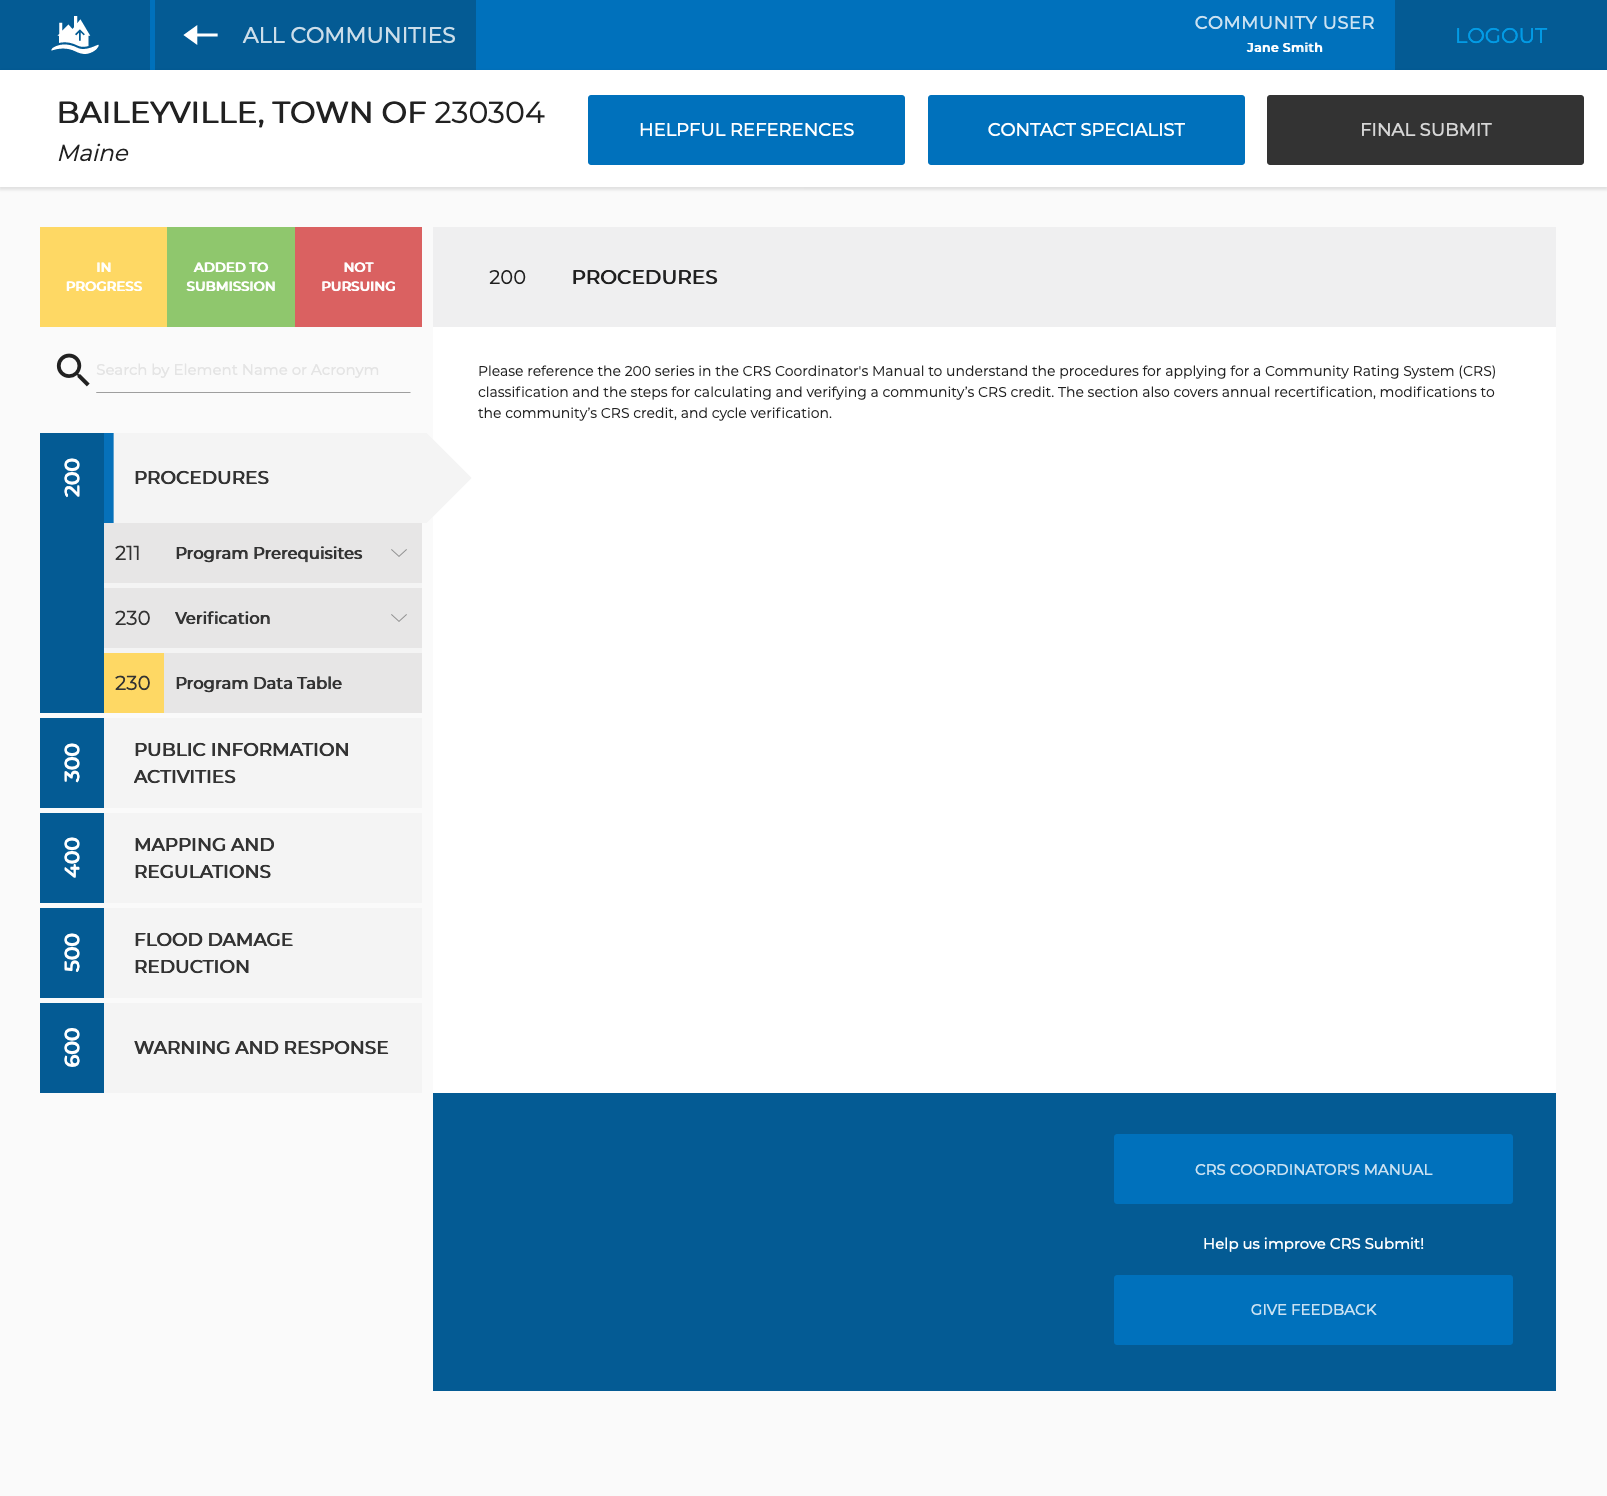 ALL COMMUNITIES
COMMUNITY USER
Jane Smith
LOGOUT
BAILEYVILLE, TOWN OF 230304
Maine
HELPFUL REFERENCES
CONTACT SPECIALIST
FINAL SUBMIT
IN
PROGRESS
ADDED TO
SUBMISSION
NOT
PURSUING
Search by Element Name or Acronym
200 PROCEDURES
Please reference the 200 series in the CRS Coordinator's Manual to understand the procedures for applying for a Community Rating System (CRS)
classification and the steps for calculating and verifying a community’s CRS credit. The section also covers annual recertification, modifications to
the community’s CRS credit, and cycle verification.
200
PROCEDURES
211 Program Prerequisites
230 Verification
230 Program Data Table
300
PUBLIC INFORMATION
ACTIVITIES
400
MAPPING AND
REGULATIONS
500
FLOOD DAMAGE
REDUCTION
600
WARNING AND RESPONSE
CRS COORDINATOR'S MANUAL
Help us improve CRS Submit!
GIVE FEEDBACK